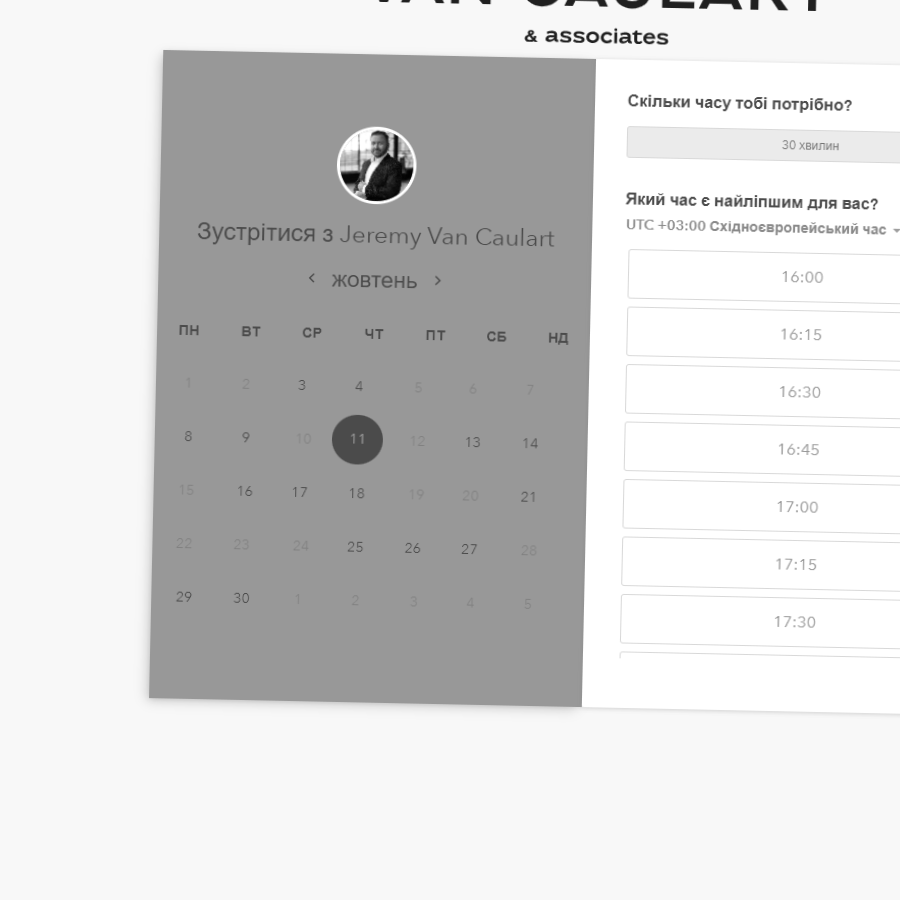 VAN CAULART
& associates
Зустрітися з Jeremy Van Caulart
‹ жовтень ›
ПН ВТ СР ЧТ ПТ СБ НД
1 2 3 4 5 6 7
8 9 10 11 12 13 14
15 16 17 18 19 20 21
22 23 24 25 26 27 28
29 30 1 2 3 4 5
Скільки часу тобі потрібно?
30 хвилин
Який час є найліпшим для вас?
UTC +03:00 Східноєвропейський час
16:00
16:15
16:30
16:45
17:00
17:15
17:30